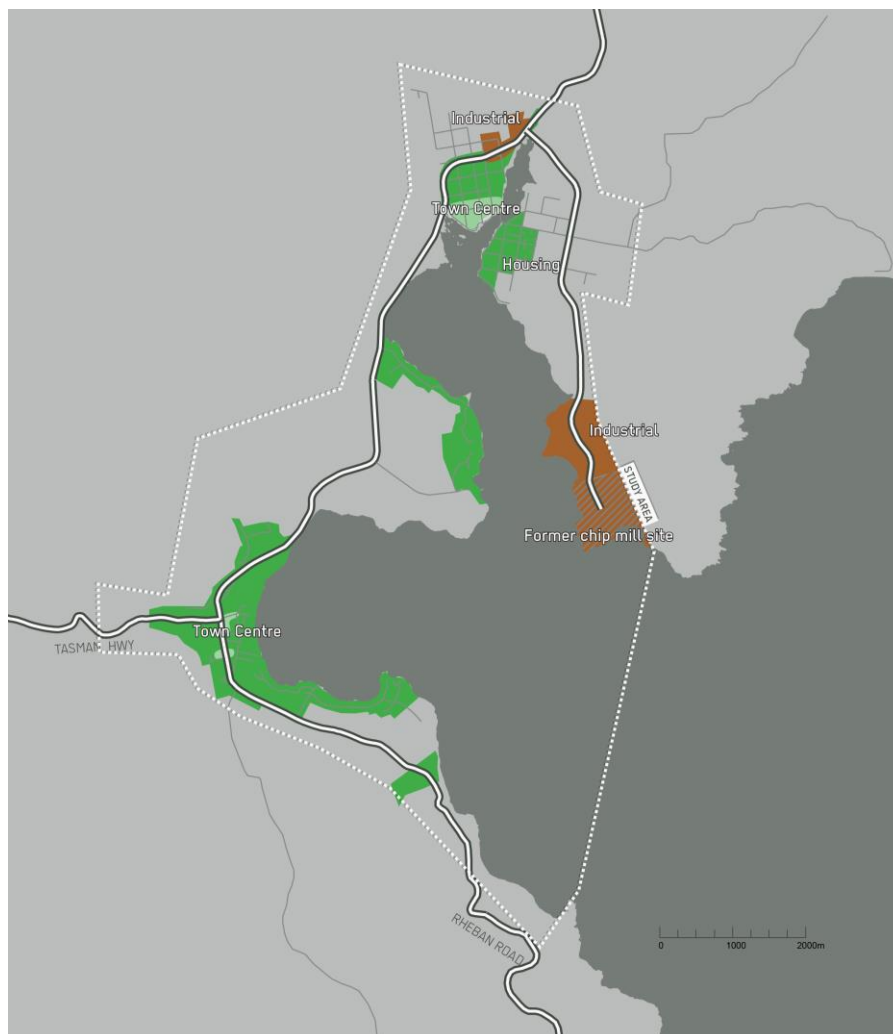 Industrial
Town Centre
Housing
Industrial
STUDY AREA
Former chip mill site
Town Centre
TASMAN HWY
RHEBAN ROAD
0 1000 2000m